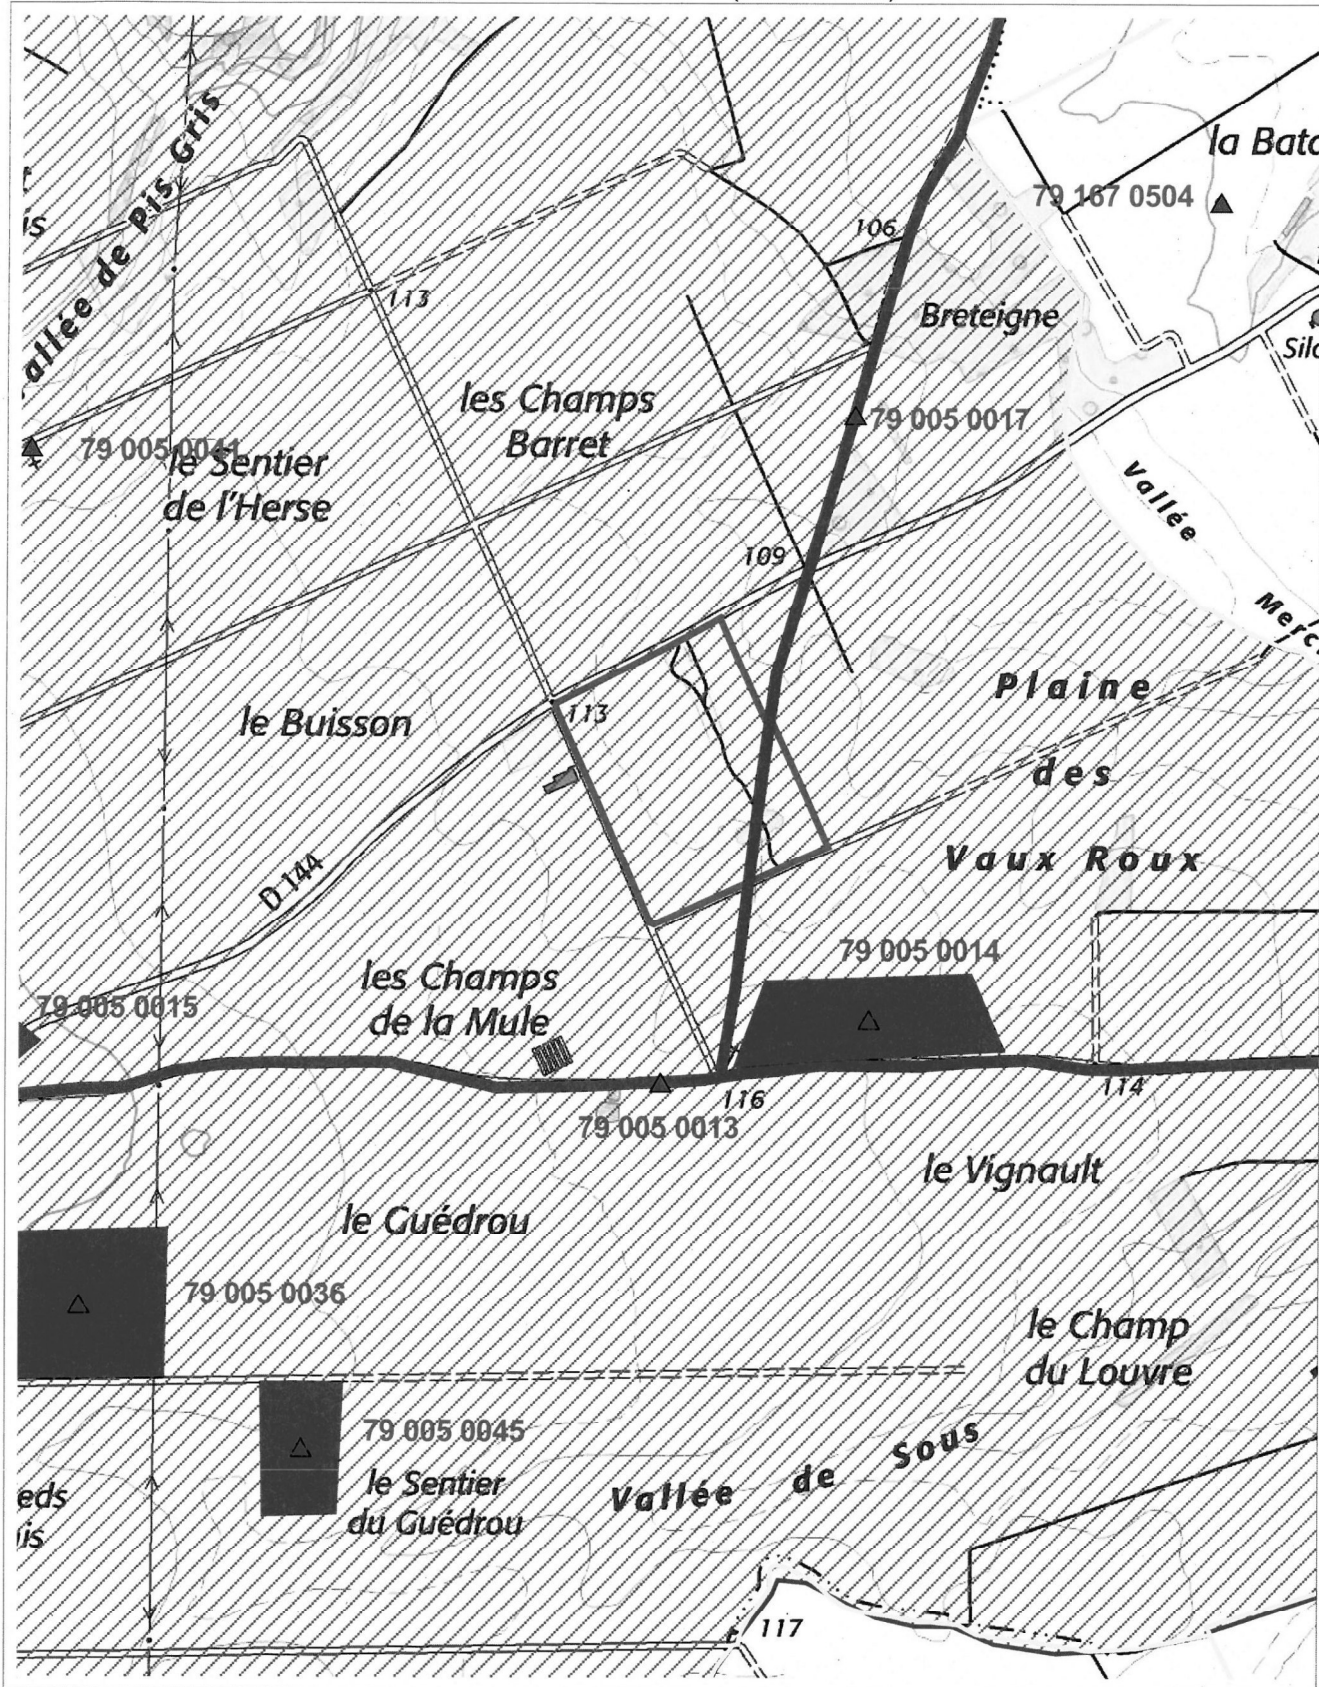 Vallée de Pis Gris
is
la Bato
79 167 0504
106
Breteigne
Silo
113
les Champs
Barret
79 005 0017
79 005 0041
le Sentier
de l'Herse
Vallée
109
Merc
Plaine
des
Vaux Roux
le Buisson
113
D 144
79 005 0014
les Champs
de la Mule
79 005 0015
116
114
79 005 0013
le Vignault
le Guédrou
79 005 0036
le Champ
du Louvre
79 005 0045
le Sentier
du Guédrou
Vallée de Sous
eds
is
117